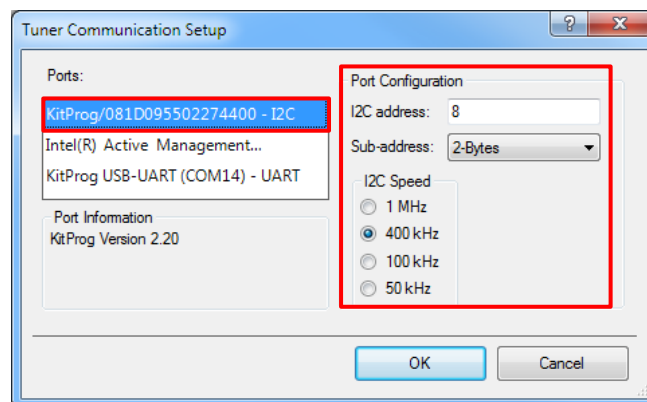 Tuner Communication Setup
Ports:
KitProg/081D095502274400 - I2C
Intel(R) Active Management...
KitProg USB-UART (COM14) - UART
Port Information
KitProg Version 2.20
Port Configuration
I2C address: 8
Sub-address: 2-Bytes
I2C Speed
1 MHz
400 kHz
100 kHz
50 kHz
OK Cancel